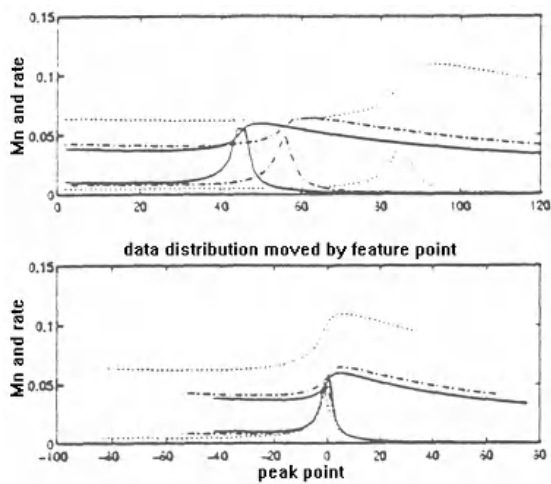 0.15
0.1
0.05
0
Mn and rate
0 20 40 60 80 100 120
data distribution moved by feature point
0.15
0.1
0.05
0
Mn and rate
-100 -80 -60 -40 -20 0 20 40 60 80
peak point